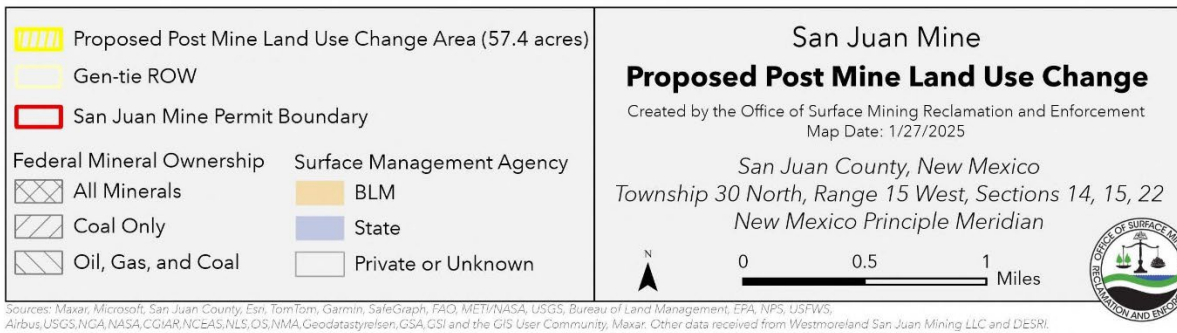 Proposed Post Mine Land Use Change Area (57.4 acres)
Gen-tie ROW
San Juan Mine Permit Boundary
Federal Mineral Ownership
All Minerals
Coal Only
Oil, Gas, and Coal
Surface Management Agency
BLM
State
Private or Unknown
San Juan Mine
Proposed Post Mine Land Use Change
Created by the Office of Surface Mining Reclamation and Enforcement
Map Date: 1/27/2025
San Juan County, New Mexico
Township 30 North, Range 15 West, Sections 14, 15, 22
New Mexico Principle Meridian
N
0 0.5 1
Miles
OFFICE OF SURFACE MI
RECLAMATION AND ENFOR
Sources: Maxar, Microsoft, San Juan County, Esri, TomTom, Garmin, SafeGraph, FAO, METI/NASA, USGS, Bureau of Land Management, EPA, NPS, USFWS,
Airbus,USGS,NGA,NASA,CGIAR,NCEAS,NLS,OS,NMA,Geodatastyrelsen,GSA,GSI and the GIS User Community, Maxar. Other data received from Westmoreland San Juan Mining LLC and DESRI.